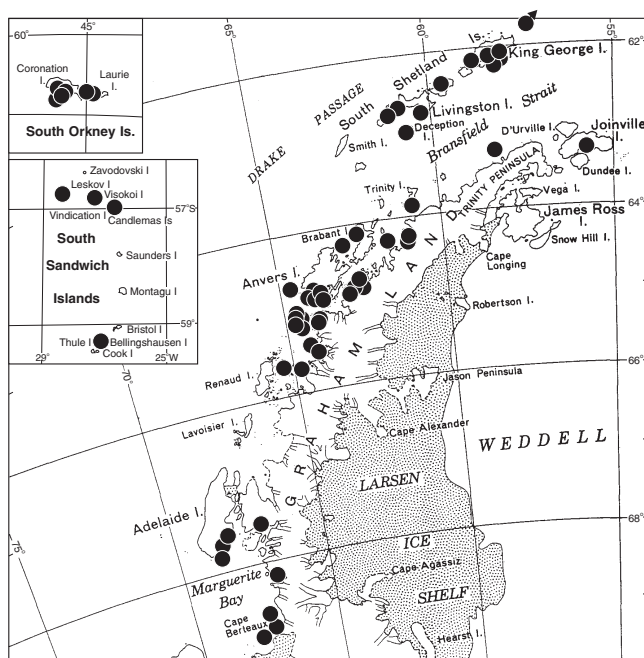 60°
45°
Coronation
I.
Laurie
I.
South Orkney Is.
Zavodovski I
Leskov I
Visokoi I
57°S
Vindication I
Candlemas Is
South
Sandwich
Islands
Saunders I
Montagu I
59°
Bristol I
Thule I
Bellingshausen I
Cook I
29°
25°W
65°
60°
55°
62°
Is.
King George I.
Shetland
South
PASSAGE
DRAKE
Livingston I.
Strait
Deception
I.
Bransfield
Smith I.
D'Urville I.
Joinville
I.
Dundee I.
TRINITY PENINSULA
Trinity I.
Vega I.
James Ross
I.
Snow Hill I.
64°
Brabant I.
Cape
Longing
Anvers I.
Robertson I.
GRAHAM LAND
66°
Renaud I.
Jason Peninsula
70°
Lavoisier I.
Cape Alexander
WEDDELL
LARSEN
Adelaide I.
68°
75°
ICE
Cape Agassiz
Marguerite
Bay
SHELF
Cape
Berteaux
Hearst I.